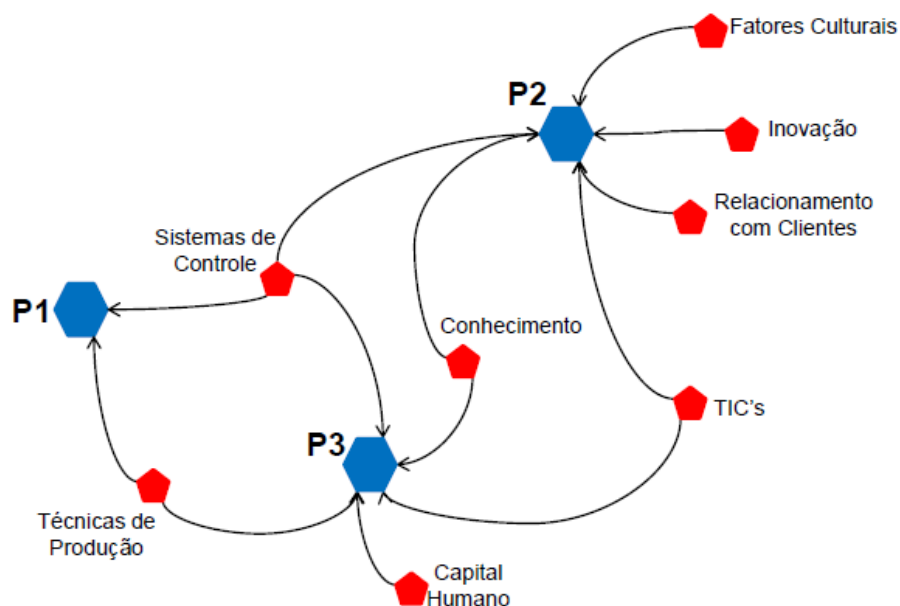 Fatores Culturais
P2
Inovação
Relacionamento
com Clientes
Sistemas de
Controle
P1
Conhecimento
TIC's
P3
Técnicas de
Produção
Capital
Humano